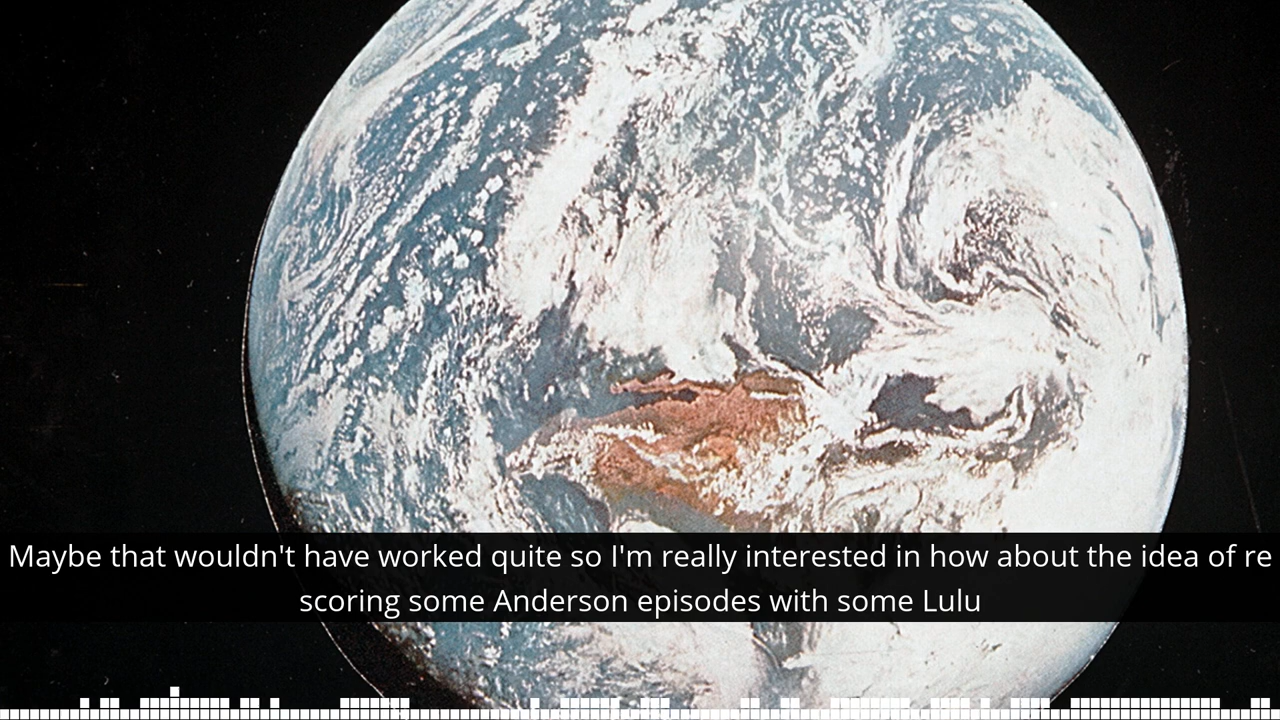 Maybe that wouldn't have worked quite so I'm really interested in how about the idea of re
scoring some Anderson episodes with some Lulu